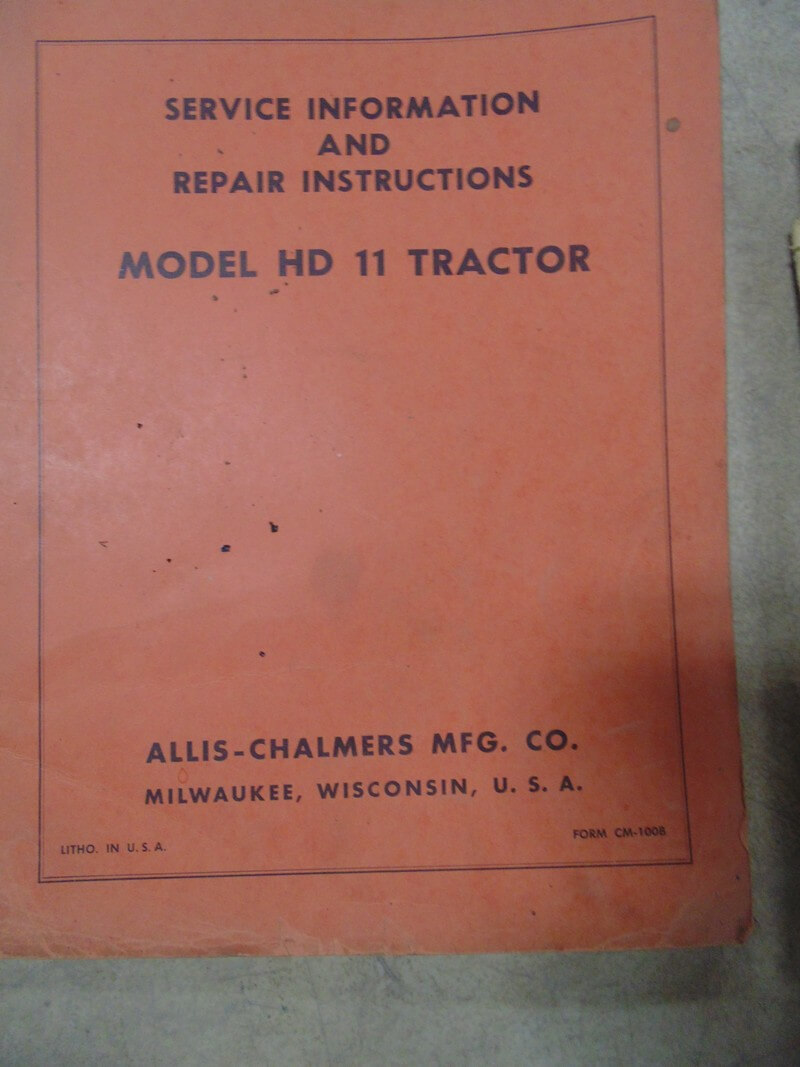 SERVICE INFORMATION
AND
REPAIR INSTRUCTIONS
MODEL HD 11 TRACTOR
ALLIS-CHALMERS MFG. CO.
MILWAUKEE, WISCONSIN, U. S. A.
FORM CM-100B
LITHO. IN U. S. A.